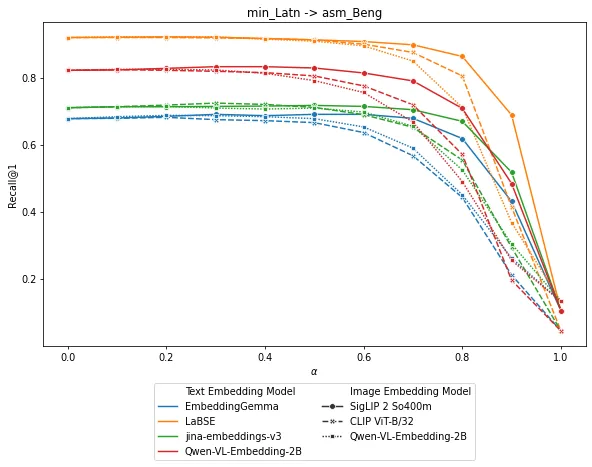 min_Latn -> asm_Beng
Recall@1
0.8
0.6
0.4
0.2
0.0 0.2 0.4 0.6 0.8 1.0
α
Text Embedding Model
EmbeddingGemma
LaBSE
jina-embeddings-v3
Qwen-VL-Embedding-2B
Image Embedding Model
SigLIP 2 So400m
CLIP ViT-B/32
Qwen-VL-Embedding-2B